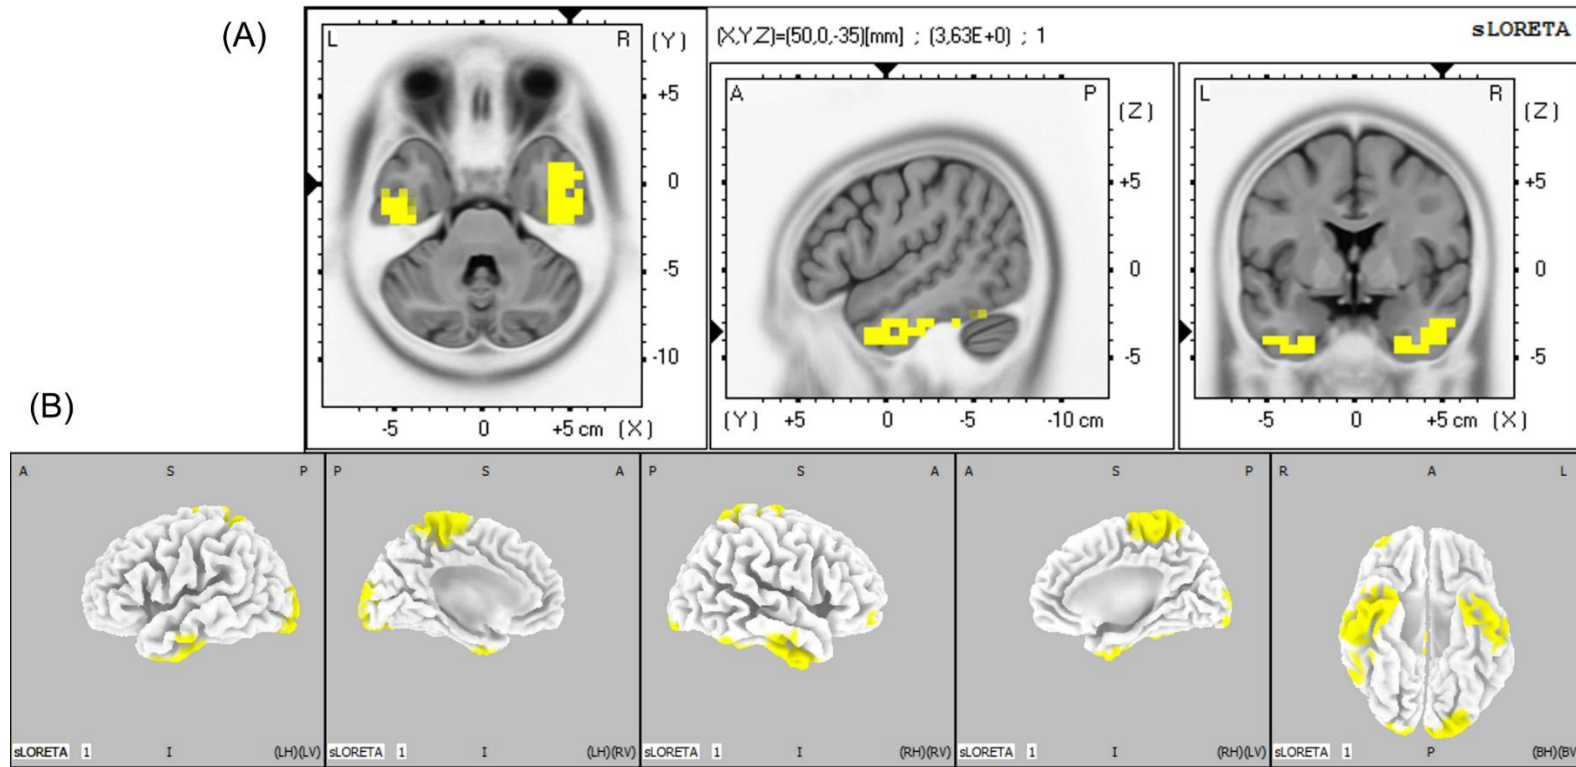 (A)
(X,Y,Z)=(50,0,-35)[mm] ; (3,63E+0) ; 1
sLORETA
L R (Y)
+5
0
-5
-10
-5 0 +5 cm (X)
A P (Z)
+5
0
-5
(Y) +5 0 -5 -10 cm
L R (Z)
+5
0
-5
-5 0 +5 cm (X)
(B)
A S P
sLORETA 1 I (LH)(LV)
P S A
sLORETA 1 I (LH)(RV)
P S A
sLORETA 1 I (RH)(RV)
A S P
sLORETA 1 I (RH)(LV)
R A L
sLORETA 1 P (BH)(BV